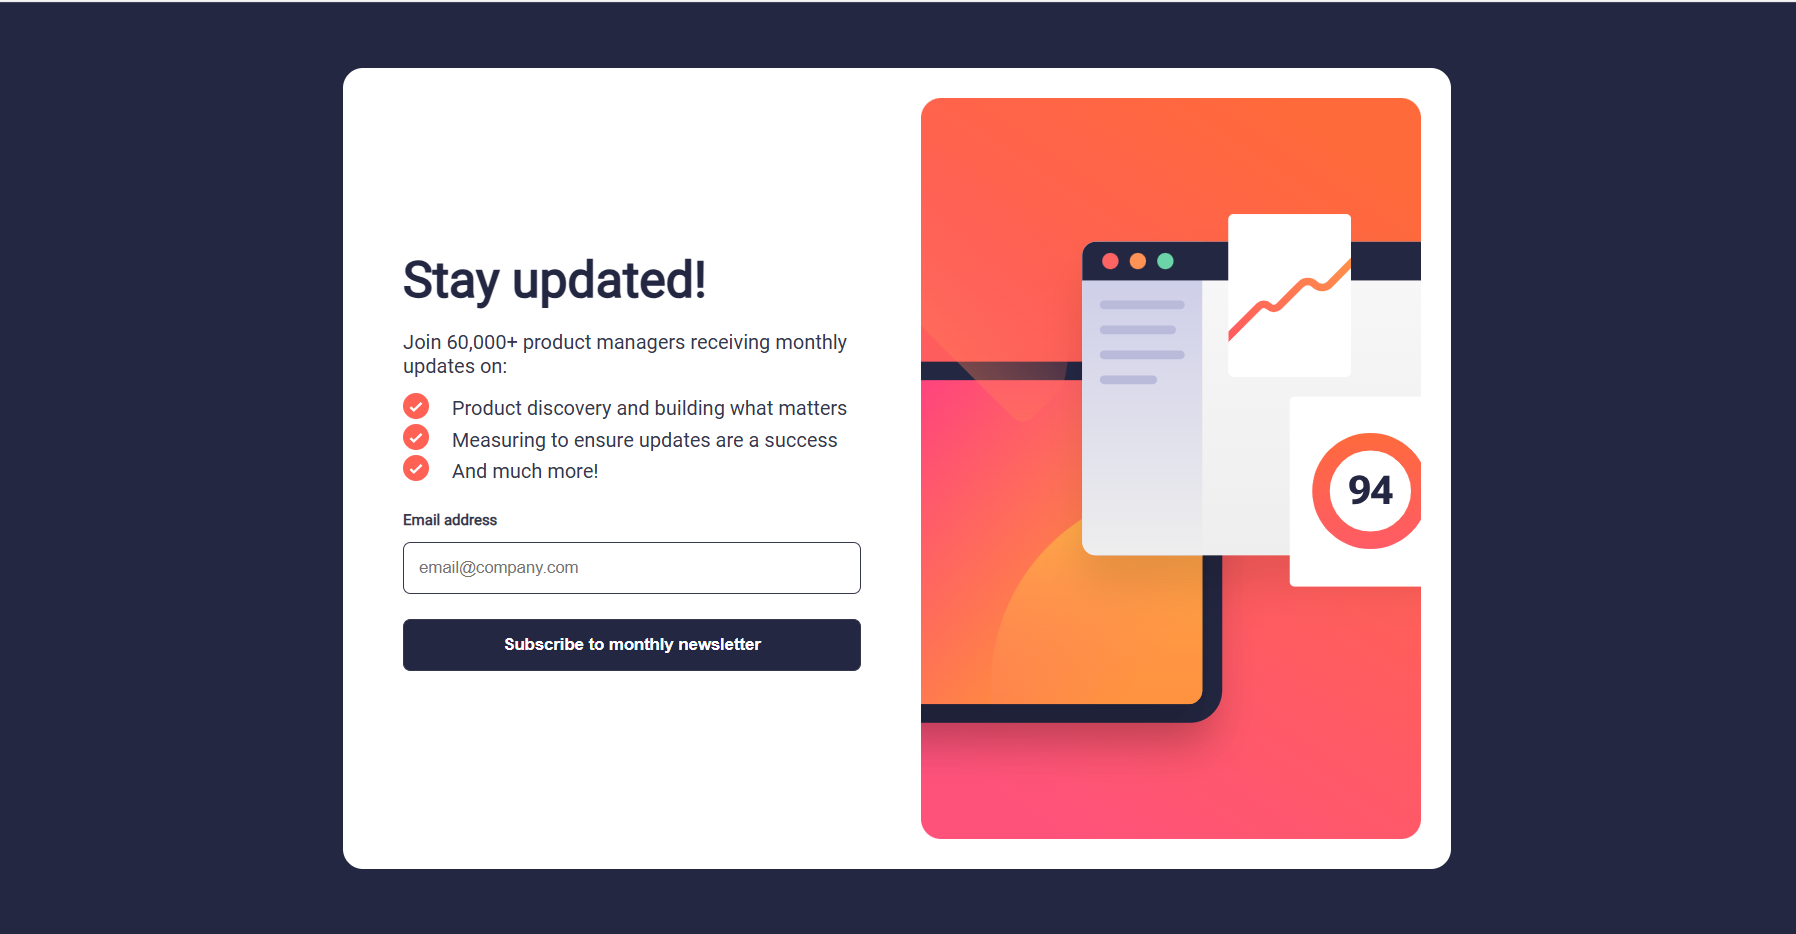 Stay updated!
Join 60,000+ product managers receiving monthly
updates on:
Product discovery and building what matters
Measuring to ensure updates are a success
And much more!
Email address
email@company.com
Subscribe to monthly newsletter
94